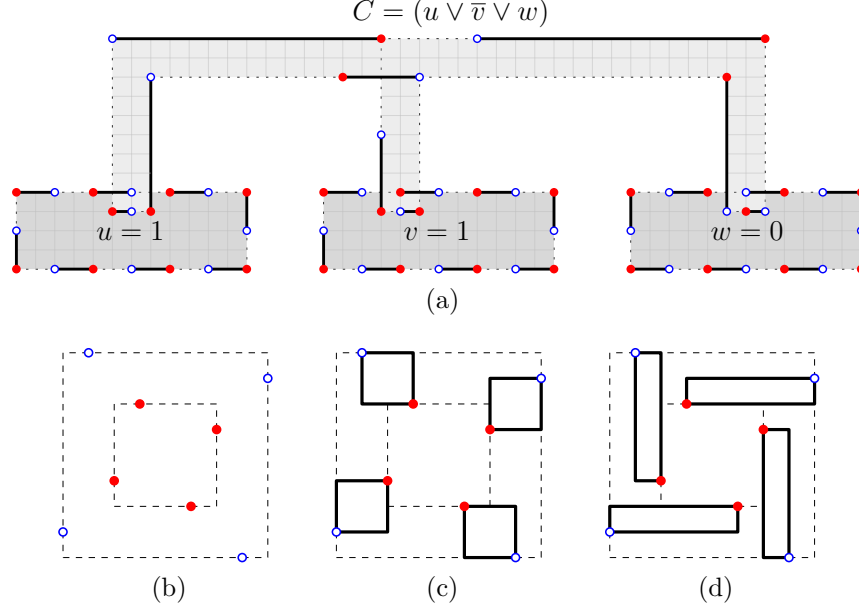 C = (u ∨ v̅ ∨ w)
u = 1 v = 1 w = 0
(a)
(b) (c) (d)